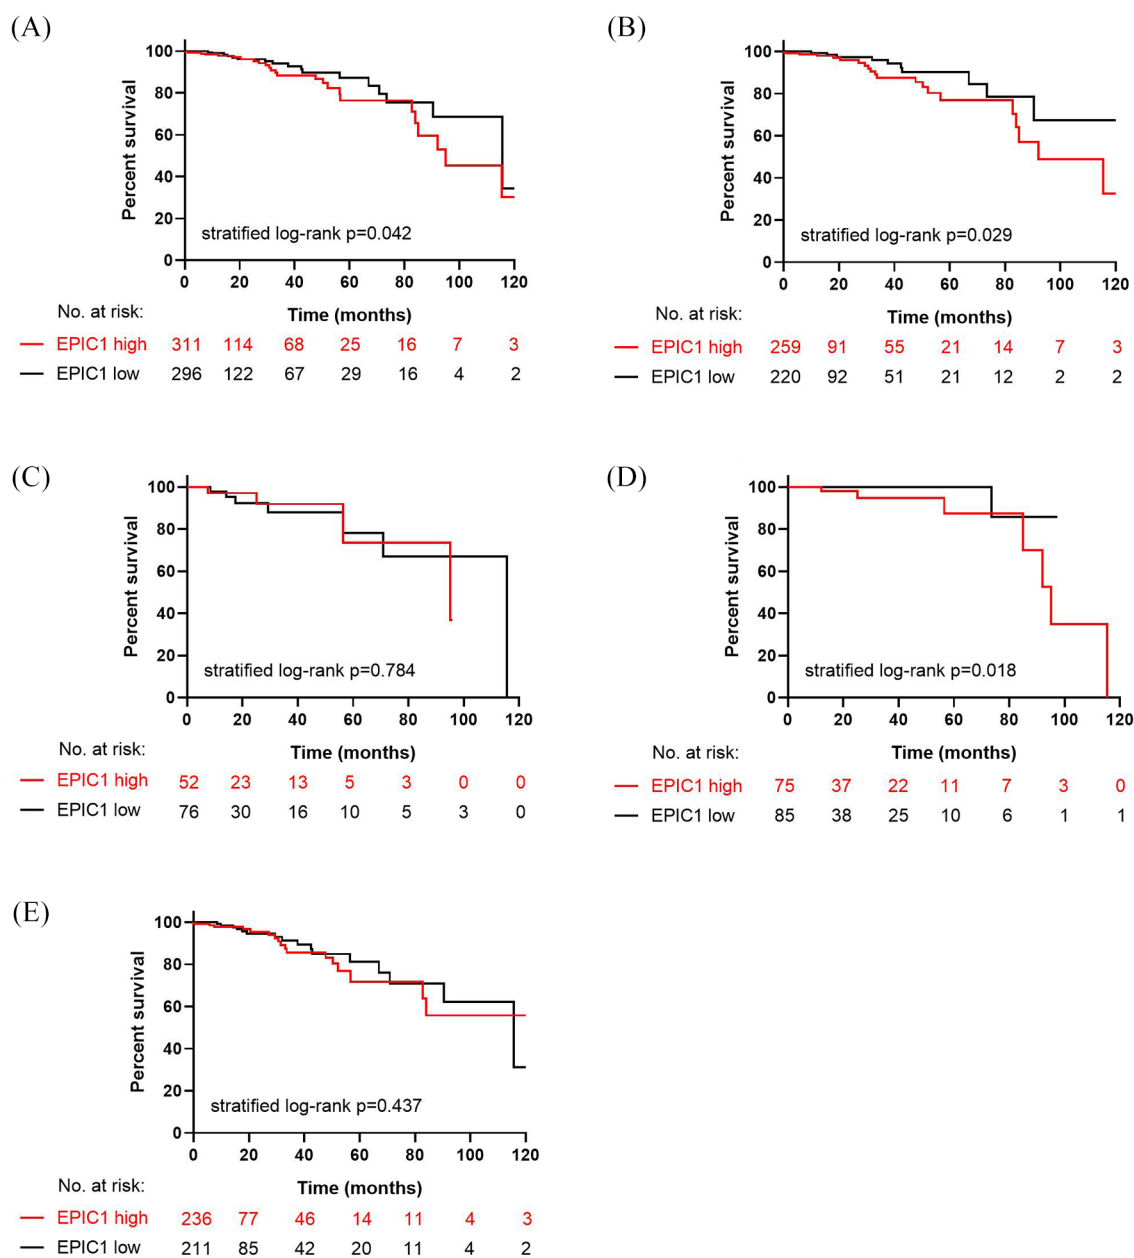 (A)
100
80
60
40
20
0
Percent survival
stratified log-rank p=0.042
0 20 40 60 80 100 120
No. at risk: Time (months)
EPIC1 high 311 114 68 25 16 7 3
EPIC1 low 296 122 67 29 16 4 2
(B)
100
80
60
40
20
0
Percent survival
stratified log-rank p=0.029
0 20 40 60 80 100 120
No. at risk: Time (months)
EPIC1 high 259 91 55 21 14 7 3
EPIC1 low 220 92 51 21 12 2 2
(C)
100
80
60
40
20
0
Percent survival
stratified log-rank p=0.784
0 20 40 60 80 100 120
No. at risk: Time (months)
EPIC1 high 52 23 13 5 3 0 0
EPIC1 low 76 30 16 10 5 3 0
(D)
100
80
60
40
20
0
Percent survival
stratified log-rank p=0.018
0 20 40 60 80 100 120
No. at risk: Time (months)
EPIC1 high 75 37 22 11 7 3 0
EPIC1 low 85 38 25 10 6 1 1
(E)
100
80
60
40
20
0
Percent survival
stratified log-rank p=0.437
0 20 40 60 80 100 120
No. at risk: Time (months)
EPIC1 high 236 77 46 14 11 4 3
EPIC1 low 211 85 42 20 11 4 2